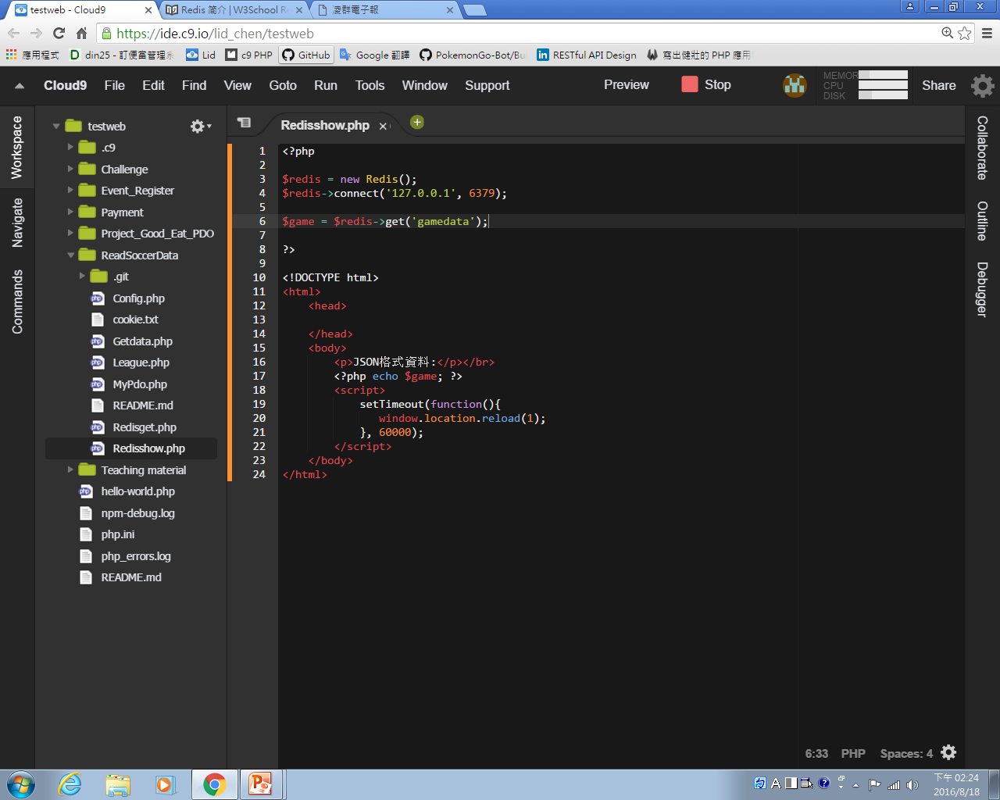 testweb - Cloud9
Redis 简介 | W3School Re
凌群電子報
https://ide.c9.io/lid_chen/testweb
應用程式
din25 - 訂便當管理系
Lid
c9 PHP
GitHub
Google 翻譯
PokemonGo-Bot/Bu
RESTful API Design
寫出健壯的 PHP 應用
Cloud9 File Edit Find View Goto Run Tools Window Support Preview Stop
MEMOR
CPU
DISK
Share
Workspace
Navigate
Commands
testweb
.c9
Challenge
Event_Register
Payment
Project_Good_Eat_PDO
ReadSoccerData
.git
Config.php
cookie.txt
Getdata.php
League.php
MyPdo.php
README.md
Redisget.php
Redisshow.php
Teaching material
hello-world.php
npm-debug.log
php.ini
php_errors.log
README.md
Redisshow.php
1 <?php
2
3 $redis = new Redis();
4 $redis->connect('127.0.0.1', 6379);
5
6 $game = $redis->get('gamedata');
7
8 ?>
9
10 <!DOCTYPE html>
11 <html>
12 <head>
13
14 </head>
15 <body>
16 <p>JSON格式資料:</p></br>
17 <?php echo $game; ?>
18 <script>
19 setTimeout(function(){
20 window.location.reload(1);
21 }, 60000);
22 </script>
23 </body>
24 </html>
Collaborate
Outline
Debugger
6:33 PHP Spaces: 4
A
下午 02:24
2016/8/18